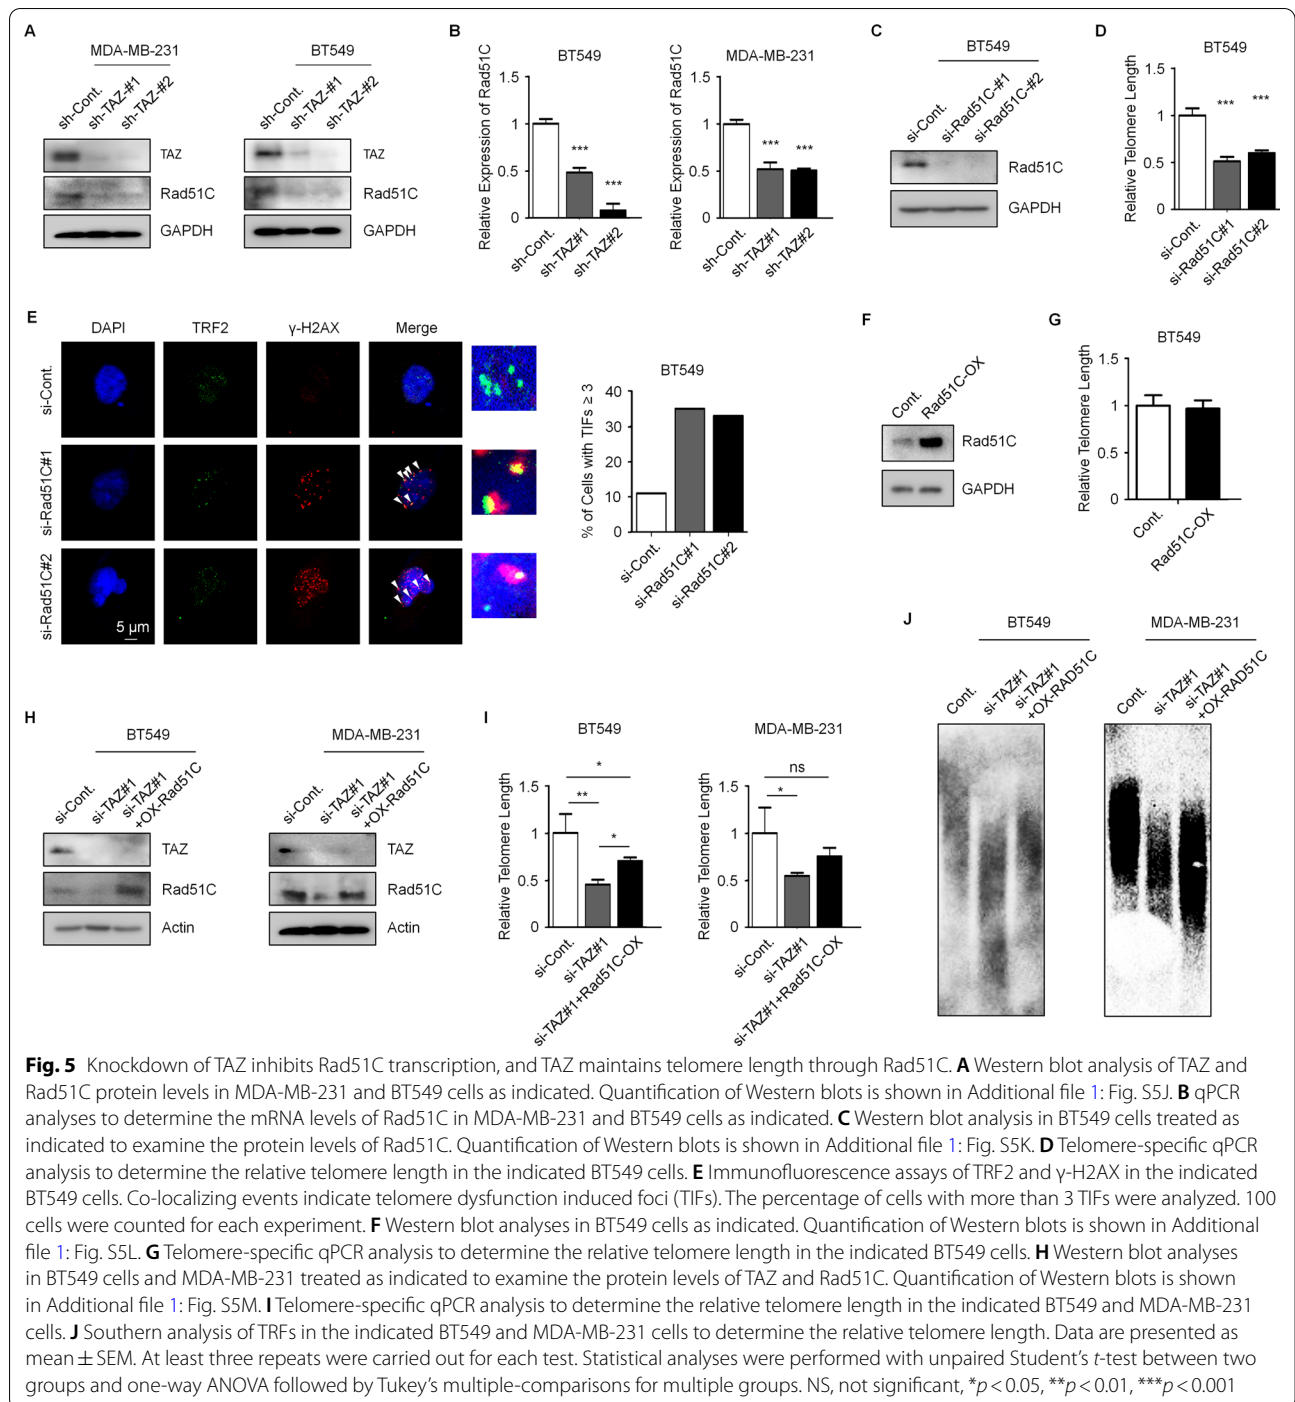 A
MDA-MB-231
BT549
sh-Cont.
sh-TAZ-#1
sh-TAZ-#2
sh-Cont.
sh-TAZ-#1
sh-TAZ-#2
TAZ
TAZ
Rad51C
Rad51C
GAPDH
GAPDH
B
BT549
MDA-MB-231
Relative Expression of Rad51C
1.5
1
0.5
0
***
***
sh-Cont.
sh-TAZ#1
sh-TAZ#2
Relative Expression of Rad51C
1.5
1
0.5
0
***
***
sh-Cont.
sh-TAZ#1
sh-TAZ#2
C
BT549
si-Cont.
si-Rad51C-#1
si-Rad51C-#2
Rad51C
GAPDH
D
BT549
Relative Telomere Length
1.5
1
0.5
0
***
***
si-Cont.
si-Rad51C#1
si-Rad51C#2
E
DAPI
TRF2
γ-H2AX
Merge
si-Cont.
si-Rad51C#1
si-Rad51C#2
5 µm
BT549
% of Cells with TIFs ≥ 3
40
30
20
10
0
si-Cont.
si-Rad51C#1
si-Rad51C#2
F
Cont.
Rad51C-OX
Rad51C
GAPDH
G
BT549
Relative Telomere Length
1.5
1
0.5
0
Cont.
Rad51C-OX
H
BT549
MDA-MB-231
si-Cont.
si-TAZ#1
si-TAZ#1
+OX-Rad51C
si-Cont.
si-TAZ#1
si-TAZ#1
+OX-Rad51C
TAZ
TAZ
Rad51C
Rad51C
Actin
Actin
I
BT549
MDA-MB-231
Relative Telomere Length
1.5
1
0.5
0
*
**
*
si-Cont.
si-TAZ#1
si-TAZ#1+Rad51C-OX
Relative Telomere Length
1.5
1
0.5
0
ns
*
si-Cont.
si-TAZ#1
si-TAZ#1+Rad51C-OX
J
BT549
MDA-MB-231
Cont.
si-TAZ#1
si-TAZ#1
+OX-RAD51C
Cont.
si-TAZ#1
si-TAZ#1
+OX-RAD51C
Fig. 5 Knockdown of TAZ inhibits Rad51C transcription, and TAZ maintains telomere length through Rad51C. A Western blot analysis of TAZ and
Rad51C protein levels in MDA-MB-231 and BT549 cells as indicated. Quantification of Western blots is shown in Additional file 1: Fig. S5J. B qPCR
analyses to determine the mRNA levels of Rad51C in MDA-MB-231 and BT549 cells as indicated. C Western blot analysis in BT549 cells treated as
indicated to examine the protein levels of Rad51C. Quantification of Western blots is shown in Additional file 1: Fig. S5K. D Telomere-specific qPCR
analysis to determine the relative telomere length in the indicated BT549 cells. E Immunofluorescence assays of TRF2 and γ-H2AX in the indicated
BT549 cells. Co-localizing events indicate telomere dysfunction induced foci (TIFs). The percentage of cells with more than 3 TIFs were analyzed. 100
cells were counted for each experiment. F Western blot analyses in BT549 cells as indicated. Quantification of Western blots is shown in Additional
file 1: Fig. S5L. G Telomere-specific qPCR analysis to determine the relative telomere length in the indicated BT549 cells. H Western blot analyses
in BT549 cells and MDA-MB-231 treated as indicated to examine the protein levels of TAZ and Rad51C. Quantification of Western blots is shown
in Additional file 1: Fig. S5M. I Telomere-specific qPCR analysis to determine the relative telomere length in the indicated BT549 and MDA-MB-231
cells. J Southern analysis of TRFs in the indicated BT549 and MDA-MB-231 cells to determine the relative telomere length. Data are presented as
mean ± SEM. At least three repeats were carried out for each test. Statistical analyses were performed with unpaired Student's t-test between two
groups and one-way ANOVA followed by Tukey's multiple-comparisons for multiple groups. NS, not significant, *p < 0.05, **p < 0.01, ***p < 0.001